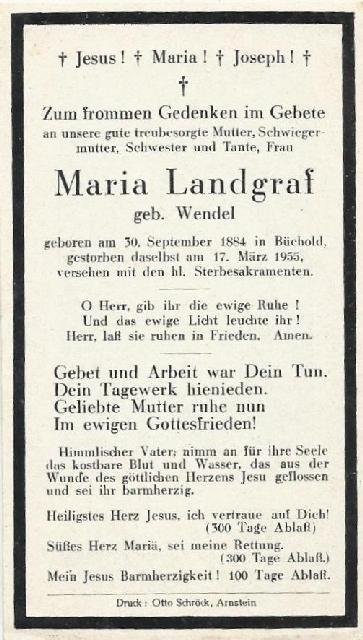 † Jesus! † Maria! † Joseph! †
†
Zum frommen Gedenken im Gebete
an unsere gute treubesorgte Mutter, Schwieger-
mutter, Schwester und Tante, Frau
Maria Landgraf
geb. Wendel
geboren am 30. September 1884 in Büchold,
gestorben daselbst am 17. März 1955,
versehen mit den hl. Sterbesakramenten.
O Herr, gib ihr die ewige Ruhe !
Und das ewige Licht leuchte ihr !
Herr, laß sie ruhen in Frieden. Amen.
Gebet und Arbeit war Dein Tun.
Dein Tagewerk hienieden.
Geliebte Mutter ruhe nun
Im ewigen Gottesfrieden!
Himmlischer Vater; nimm an für ihre Seele
das kostbare Blut und Wasser, das aus der
Wunde des göttlichen Herzens Jesu geflossen
und sei ihr barmherzig.
Heiligstes Herz Jesus, ich vertraue auf Dich!
(300 Tage Ablaß)
Süßes Herz Mariä, sei meine Rettung.
(300 Tage Ablaß.)
Mein Jesus Barmherzigkeit! 100 Tage Ablaß.
Druck: Otto Schröck, Arnstein